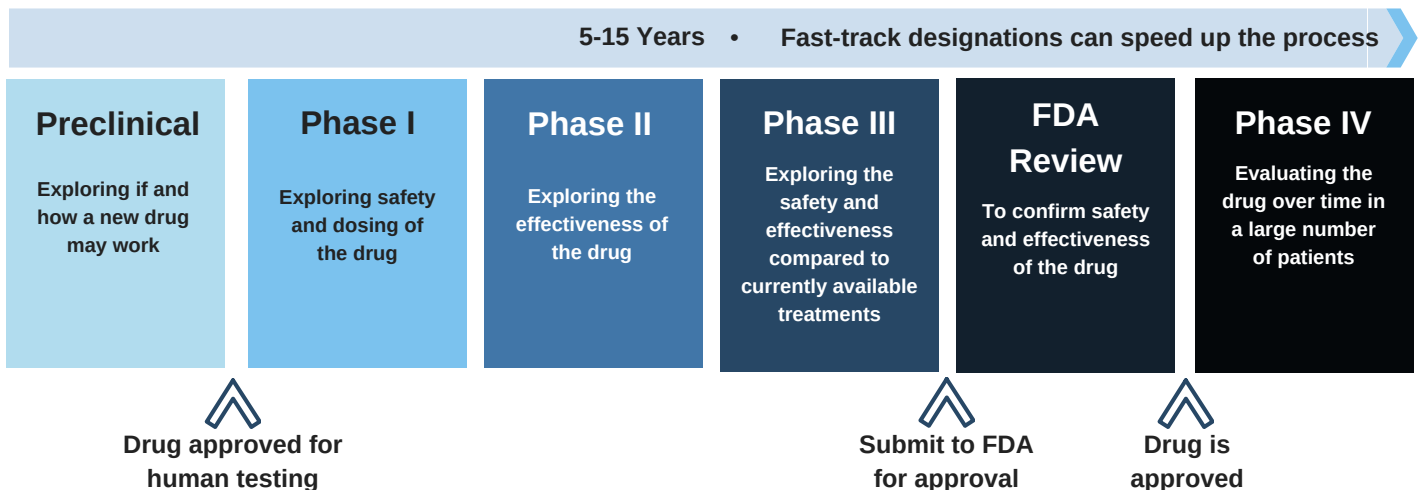 5-15 Years • Fast-track designations can speed up the process
Preclinical
Exploring if and
how a new drug
may work
Phase I
Exploring safety
and dosing of
the drug
Phase II
Exploring the
effectiveness of
the drug
Phase III
Exploring the
safety and
effectiveness
compared to
currently available
treatments
FDA
Review
To confirm safety
and effectiveness
of the drug
Phase IV
Evaluating the
drug over time in
a large number
of patients
Drug approved for
human testing
Submit to FDA
for approval
Drug is
approved